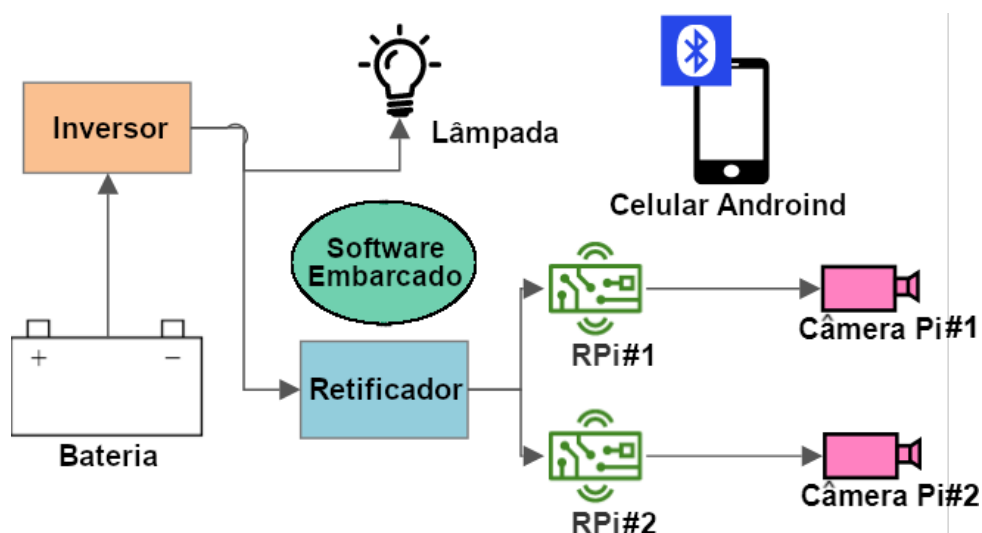 Inversor
Lâmpada
Celular Androind
Software
Embarcado
+
−
Bateria
Retificador
RPi#1
Câmera Pi#1
RPi#2
Câmera Pi#2